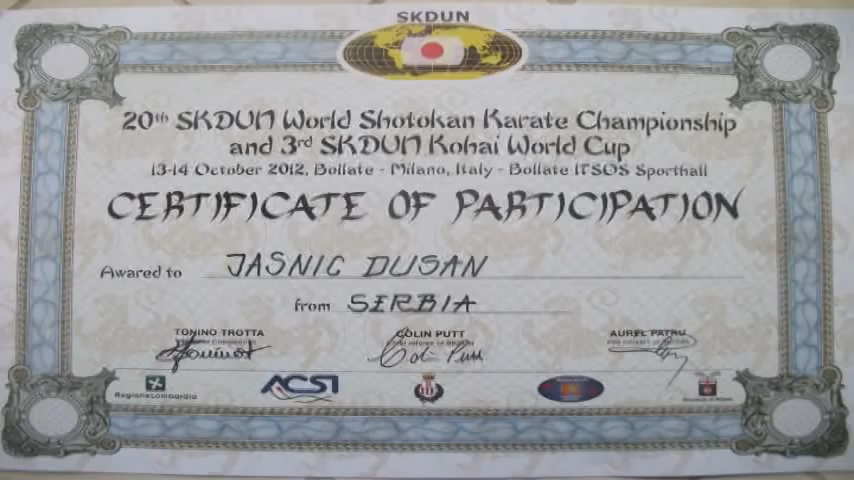 SKDUN
20th SKDUN World Shotokan Karate Championship
and 3rd SKDUN Kohai World Cup
13-14 October 2012, Bollate - Milano, Italy - Bollate ITSOS Sporthall
CERTIFICATE OF PARTICIPATION
Awared to JASNIC DUSAN
from SERBIA
TONINO TROTTA COLIN PUTT AUREL PATRU
Colin Putt
RegioneLombardia ACSI